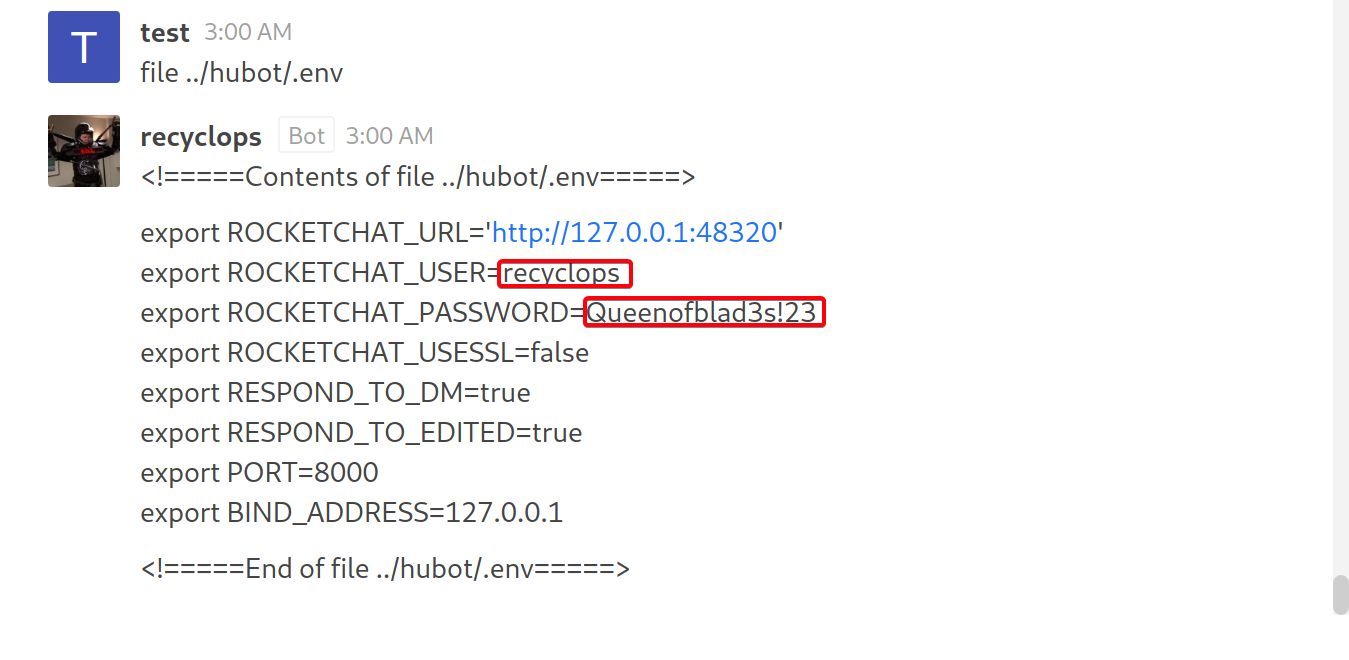 T
test 3:00 AM
file ../hubot/.env
recyclops Bot 3:00 AM
<!=====Contents of file ../hubot/.env=====>
export ROCKETCHAT_URL='http://127.0.0.1:48320'
export ROCKETCHAT_USER=recyclops
export ROCKETCHAT_PASSWORD=Queenofblad3s!23
export ROCKETCHAT_USESSL=false
export RESPOND_TO_DM=true
export RESPOND_TO_EDITED=true
export PORT=8000
export BIND_ADDRESS=127.0.0.1
<!=====End of file ../hubot/.env=====>